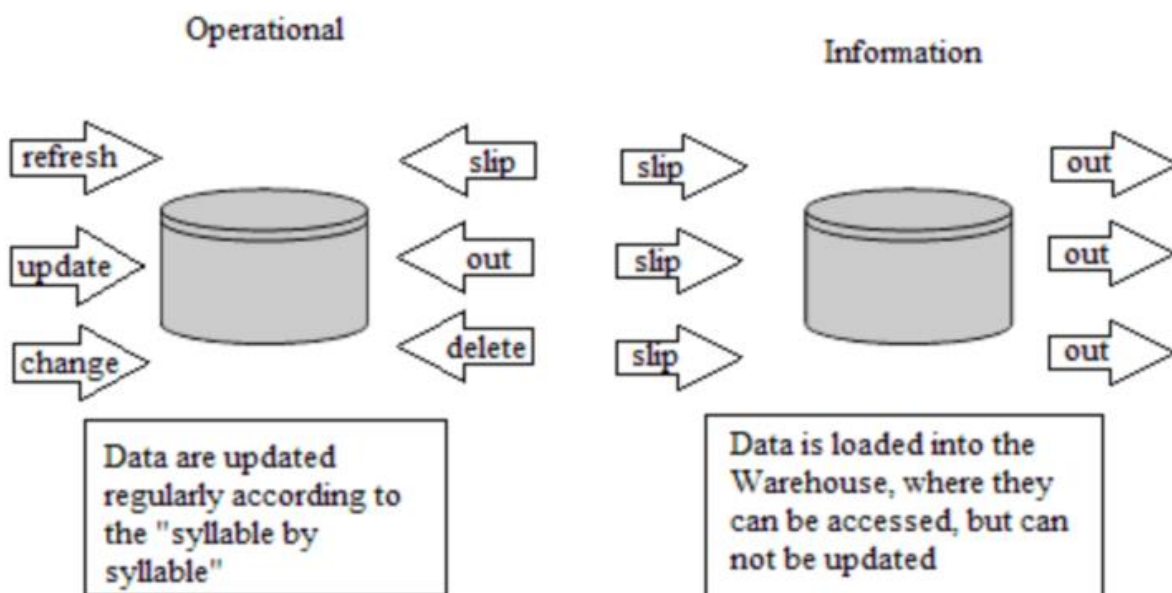 Operational
Information
refresh
slip
update
out
change
delete
slip
out
slip
out
slip
out
Data are updated
regularly according to
the "syllable by
syllable"
Data is loaded into the
Warehouse, where they
can be accessed, but can
not be updated